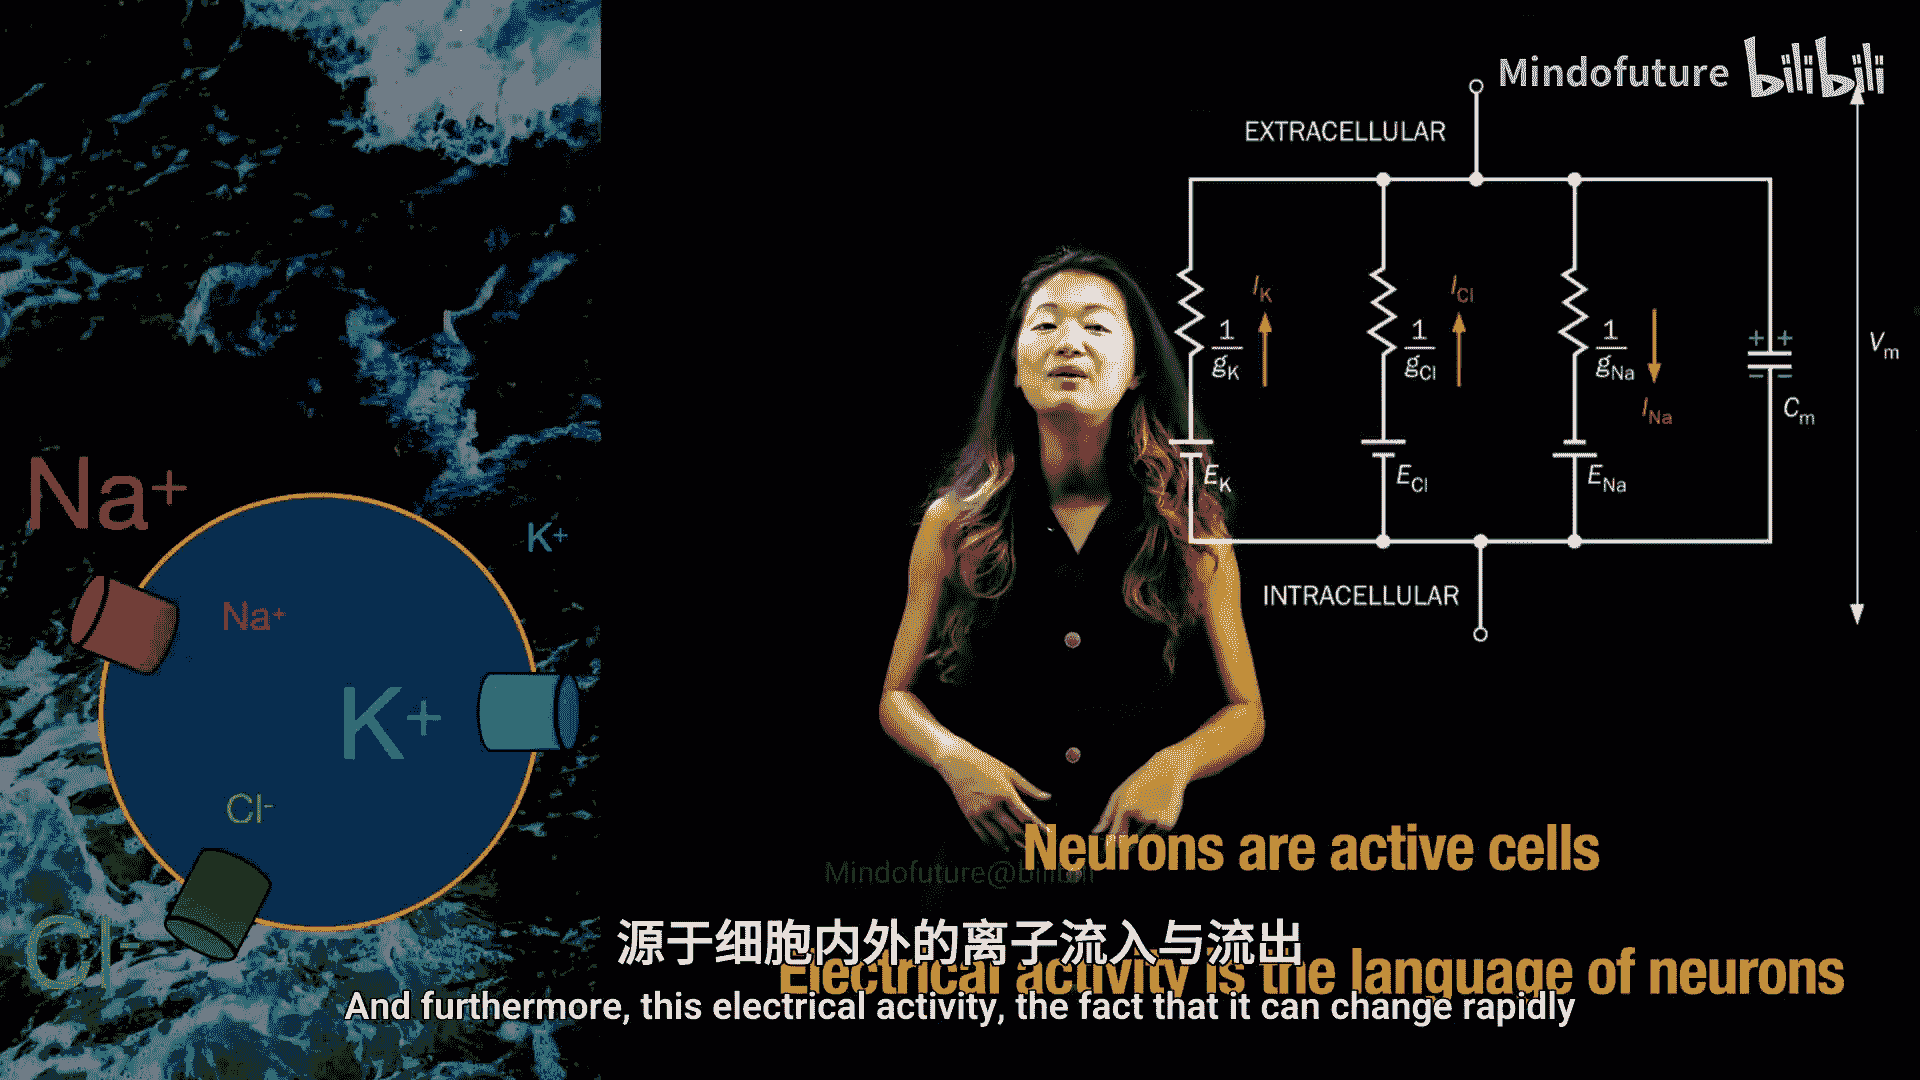 Mindofuture bilibili
EXTRACELLULAR
I_K
I_Cl
1/g_K
1/g_Cl
1/g_Na
I_Na
V_m
C_m
+ +
− −
E_K
E_Cl
E_Na
INTRACELLULAR
Na⁺
K⁺
Na⁺
K⁺
Cl⁻
Cl⁻
Neurons are active cells
Mindofuture@bilibili
源于细胞内外的离子流入与流出
Electrical activity is the language of neurons
And furthermore, this electrical activity, the fact that it can change rapidly